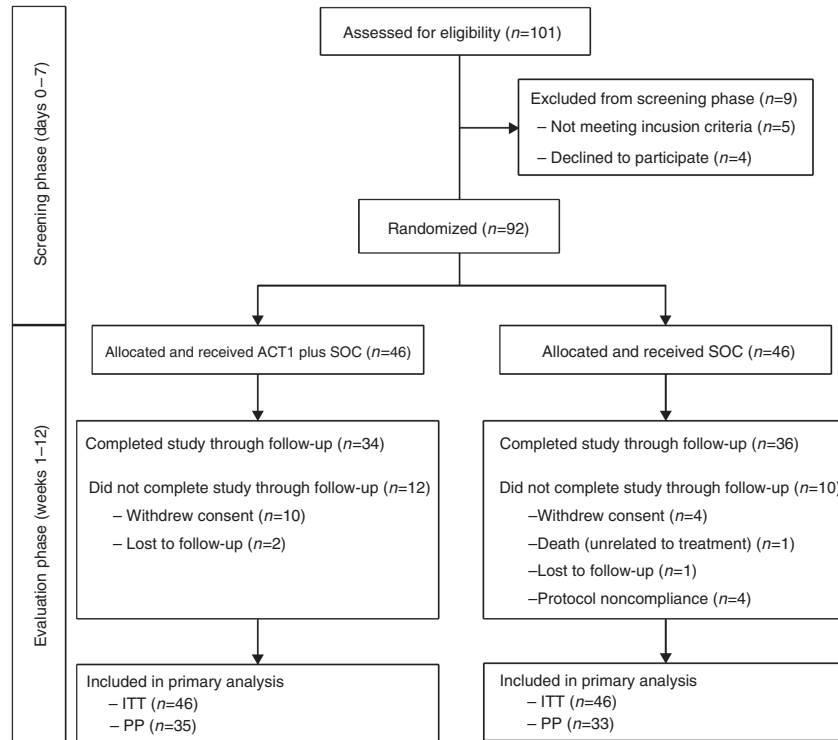 Screening phase (days 0–7)
Assessed for eligibility (n=101)
Excluded from screening phase (n=9)
– Not meeting incusion criteria (n=5)
– Declined to participate (n=4)
Randomized (n=92)
Evaluation phase (weeks 1–12)
Allocated and received ACT1 plus SOC (n=46)
Allocated and received SOC (n=46)
Completed study through follow-up (n=34)
Did not complete study through follow-up (n=12)
– Withdrew consent (n=10)
– Lost to follow-up (n=2)
Completed study through follow-up (n=36)
Did not complete study through follow-up (n=10)
–Withdrew consent (n=4)
–Death (unrelated to treatment) (n=1)
–Lost to follow-up (n=1)
–Protocol noncompliance (n=4)
Included in primary analysis
– ITT (n=46)
– PP (n=35)
Included in primary analysis
– ITT (n=46)
– PP (n=33)